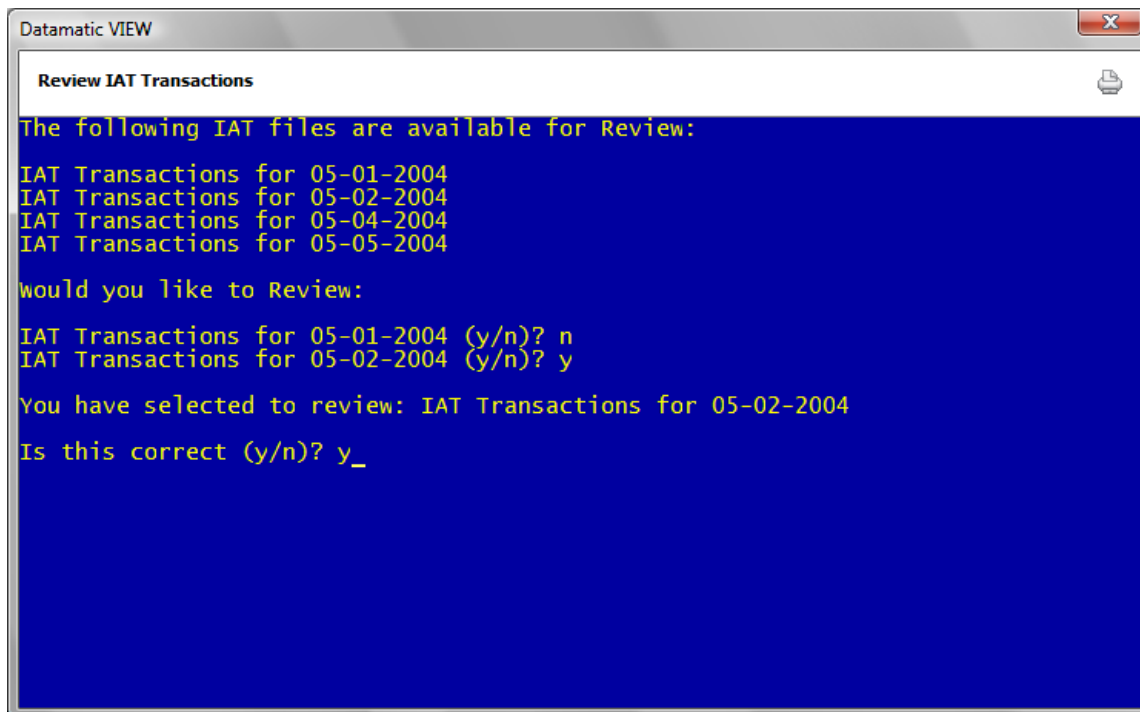 Datamatic VIEW
Review IAT Transactions
The following IAT files are available for Review:
IAT Transactions for 05-01-2004
IAT Transactions for 05-02-2004
IAT Transactions for 05-04-2004
IAT Transactions for 05-05-2004
Would you like to Review:
IAT Transactions for 05-01-2004 (y/n)? n
IAT Transactions for 05-02-2004 (y/n)? y
You have selected to review: IAT Transactions for 05-02-2004
Is this correct (y/n)? y_